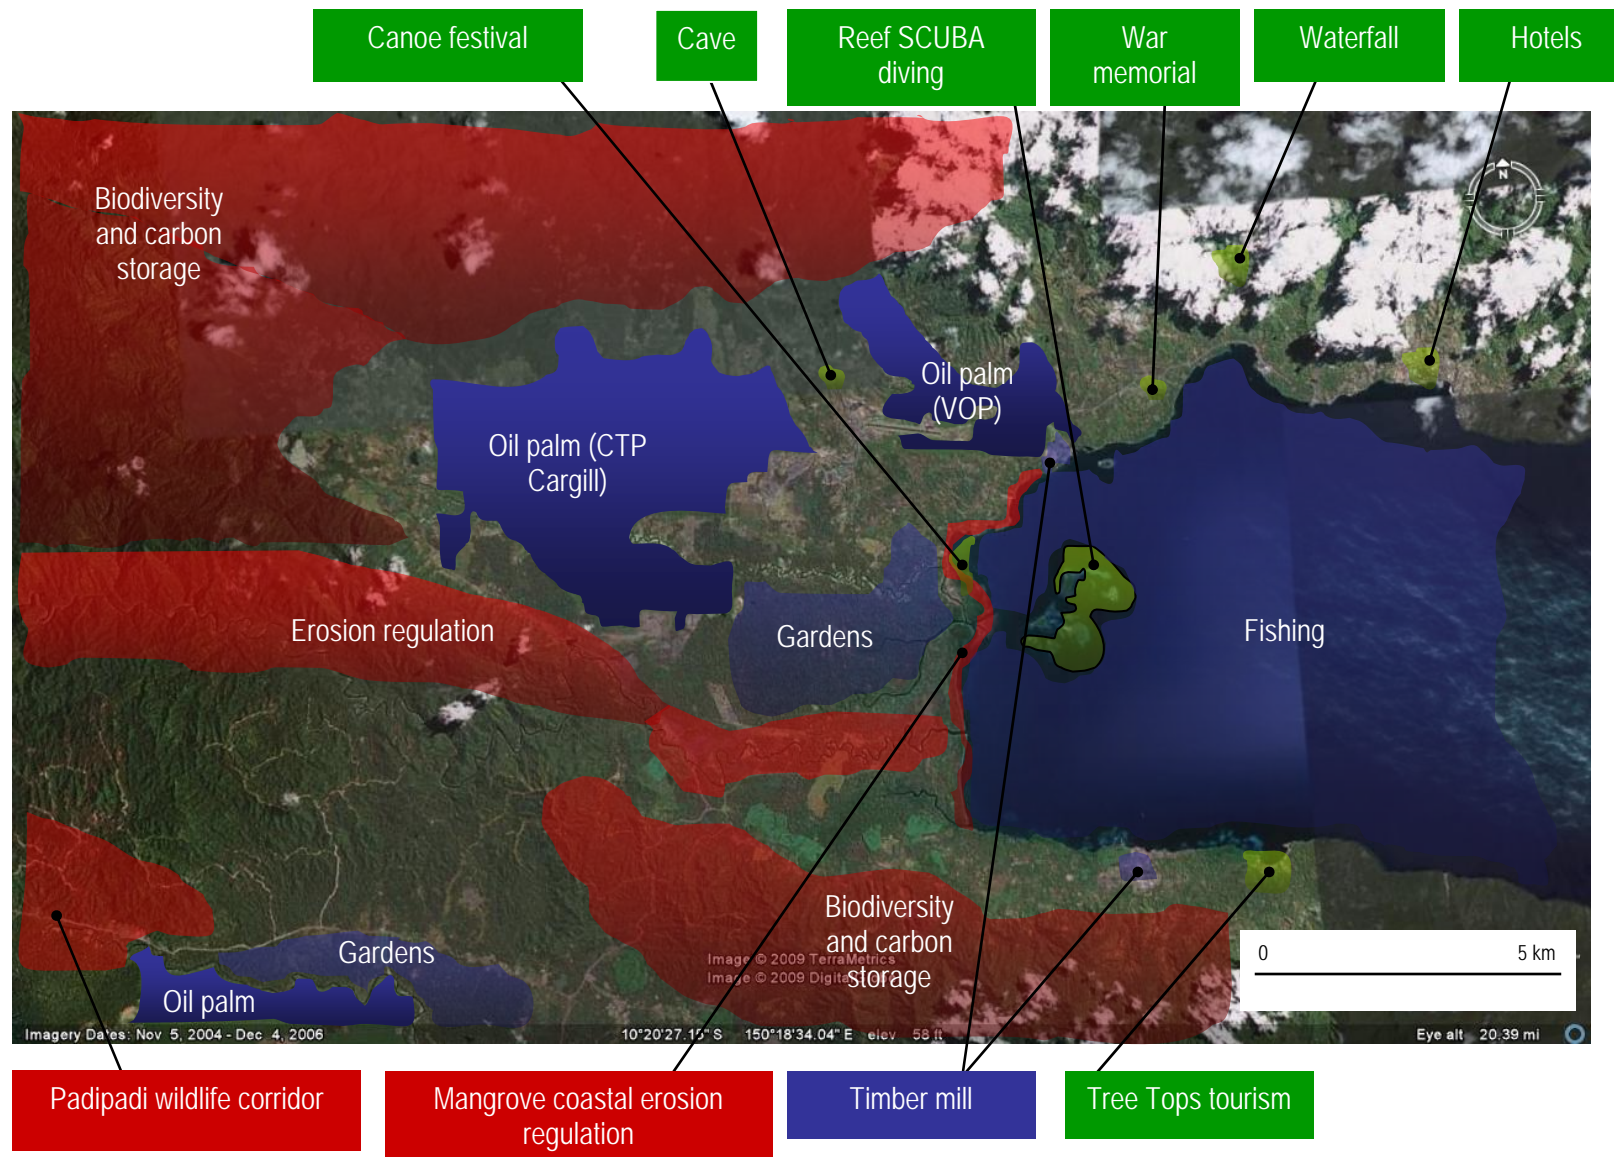 Canoe festival
Cave
Reef SCUBA
diving
War
memorial
Waterfall
Hotels
N
Biodiversity
and carbon
storage
Oil palm
(VOP)
Oil palm (CTP
Cargill)
Erosion regulation
Gardens
Fishing
Biodiversity
and carbon
storage
Gardens
Oil palm
0 5 km
Image © 2009 TerraMetrics
Image © 2009
Imagery Dates: Nov 5, 2004 - Dec 4, 2006
10°20'27.15" S 150°18'34.04" E elev 58 ft
Eye alt 20.39 mi
Padipadi wildlife corridor
Mangrove coastal erosion
regulation
Timber mill
Tree Tops tourism